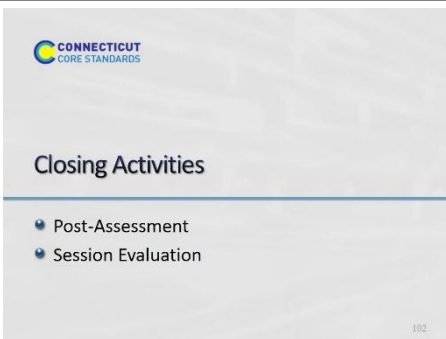 CONNECTICUT
CORE STANDARDS
Closing Activities
Post-Assessment
Session Evaluation
102